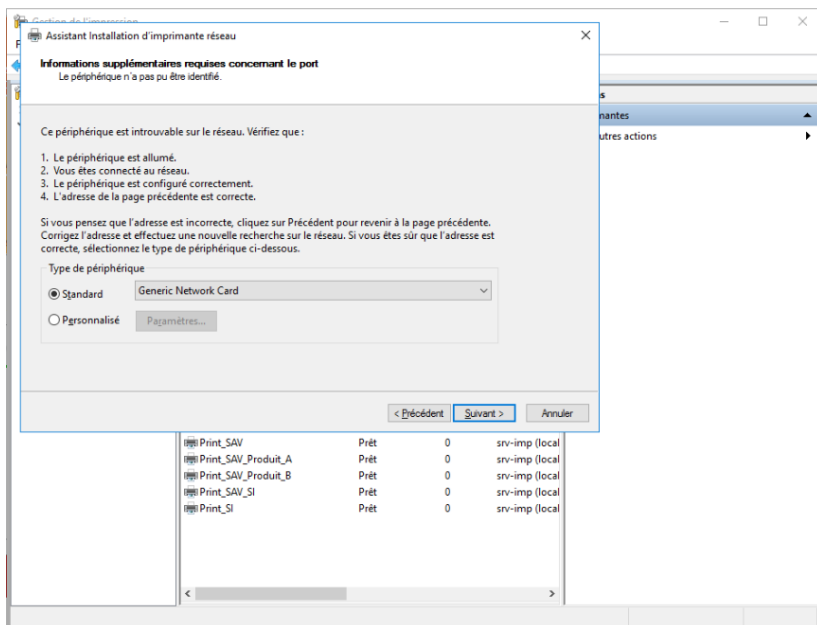 Gestion de l'impression
Assistant Installation d'imprimante réseau
Informations supplémentaires requises concernant le port
Le périphérique n'a pas pu être identifié.
Ce périphérique est introuvable sur le réseau. Vérifiez que :
1. Le périphérique est allumé.
2. Vous êtes connecté au réseau.
3. Le périphérique est configuré correctement.
4. L'adresse de la page précédente est correcte.
Si vous pensez que l'adresse est incorrecte, cliquez sur Précédent pour revenir à la page précédente.
Corrigez l'adresse et effectuez une nouvelle recherche sur le réseau. Si vous êtes sûr que l'adresse est
correcte, sélectionnez le type de périphérique ci-dessous.
Type de périphérique
Standard Generic Network Card
Personnalisé Paramètres...
< Précédent Suivant > Annuler
s
mantes
utres actions
Print_SAV Prêt 0 srv-imp (local
Print_SAV_Produit_A Prêt 0 srv-imp (local
Print_SAV_Produit_B Prêt 0 srv-imp (local
Print_SAV_SI Prêt 0 srv-imp (local
Print_SI Prêt 0 srv-imp (local